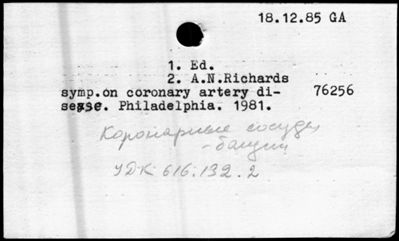 18.12.85 GA
1. Ed.
2. A.N.Richards
symp.on coronary artery di-
sease. Philadelphia. 1981.
76256
Коронарные сосуды
УДК 616.132.2